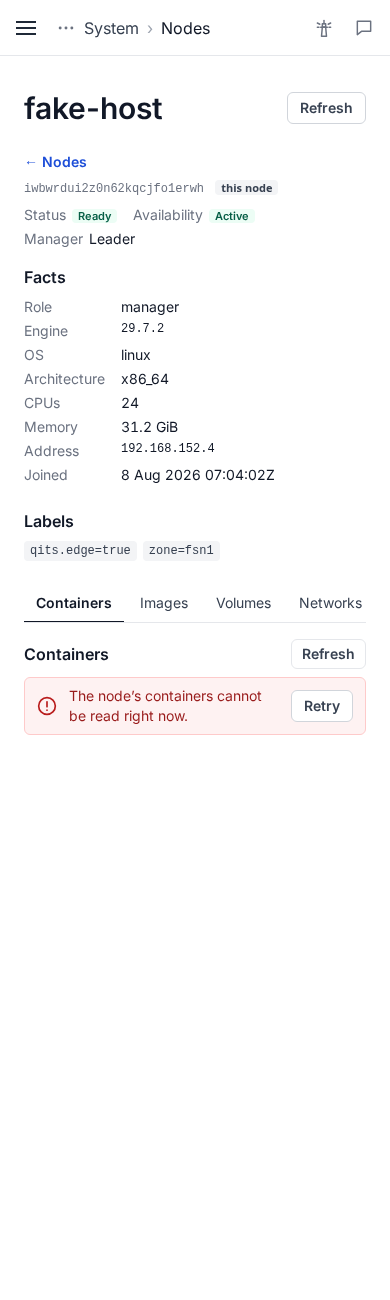 System › Nodes
fake-host
Refresh
← Nodes
iwbwrdui2z0n62kqcjfo1erwh this node
Status Ready Availability Active
Manager Leader
Facts
Role manager
Engine 29.7.2
OS linux
Architecture x86_64
CPUs 24
Memory 31.2 GiB
Address 192.168.152.4
Joined 8 Aug 2026 07:04:02Z
Labels
qits.edge=true zone=fsn1
Containers Images Volumes Networks
Containers
Refresh
The node’s containers cannot
be read right now.
Retry